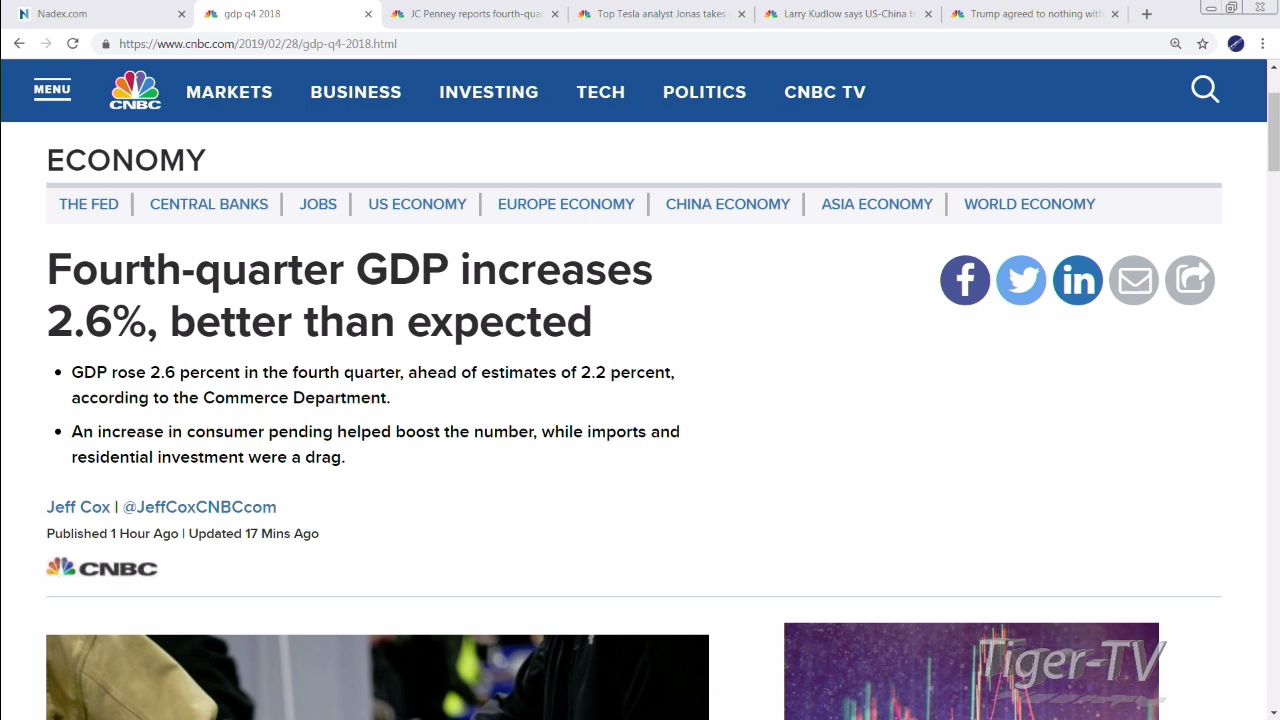 Nadex.com
gdp q4 2018
JC Penney reports fourth-qua
Top Tesla analyst Jonas takes
Larry Kudlow says US-China t
Trump agreed to nothing with
https://www.cnbc.com/2019/02/28/gdp-q4-2018.html
MENU
CNBC
MARKETS
BUSINESS
INVESTING
TECH
POLITICS
CNBC TV
ECONOMY
THE FED
CENTRAL BANKS
JOBS
US ECONOMY
EUROPE ECONOMY
CHINA ECONOMY
ASIA ECONOMY
WORLD ECONOMY
Fourth-quarter GDP increases
2.6%, better than expected
• GDP rose 2.6 percent in the fourth quarter, ahead of estimates of 2.2 percent,
according to the Commerce Department.
• An increase in consumer pending helped boost the number, while imports and
residential investment were a drag.
Jeff Cox | @JeffCoxCNBCcom
Published 1 Hour Ago | Updated 17 Mins Ago
CNBC
Tiger-TV